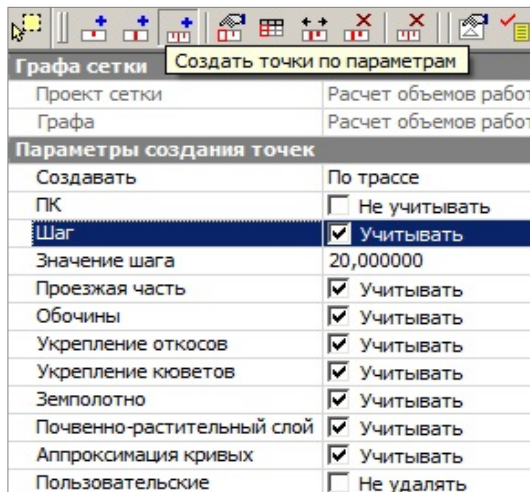 Создать точки по параметрам
Графа сетки
Проект сетки Расчет объемов работ
Графа Расчет объемов работ
Параметры создания точек
Создавать По трассе
ПК Не учитывать
Шаг Учитывать
Значение шага 20,000000
Проезжая часть Учитывать
Обочины Учитывать
Укрепление откосов Учитывать
Укрепление кюветов Учитывать
Земполотно Учитывать
Почвенно-растительный слой Учитывать
Аппроксимация кривых Учитывать
Пользовательские Не удалять